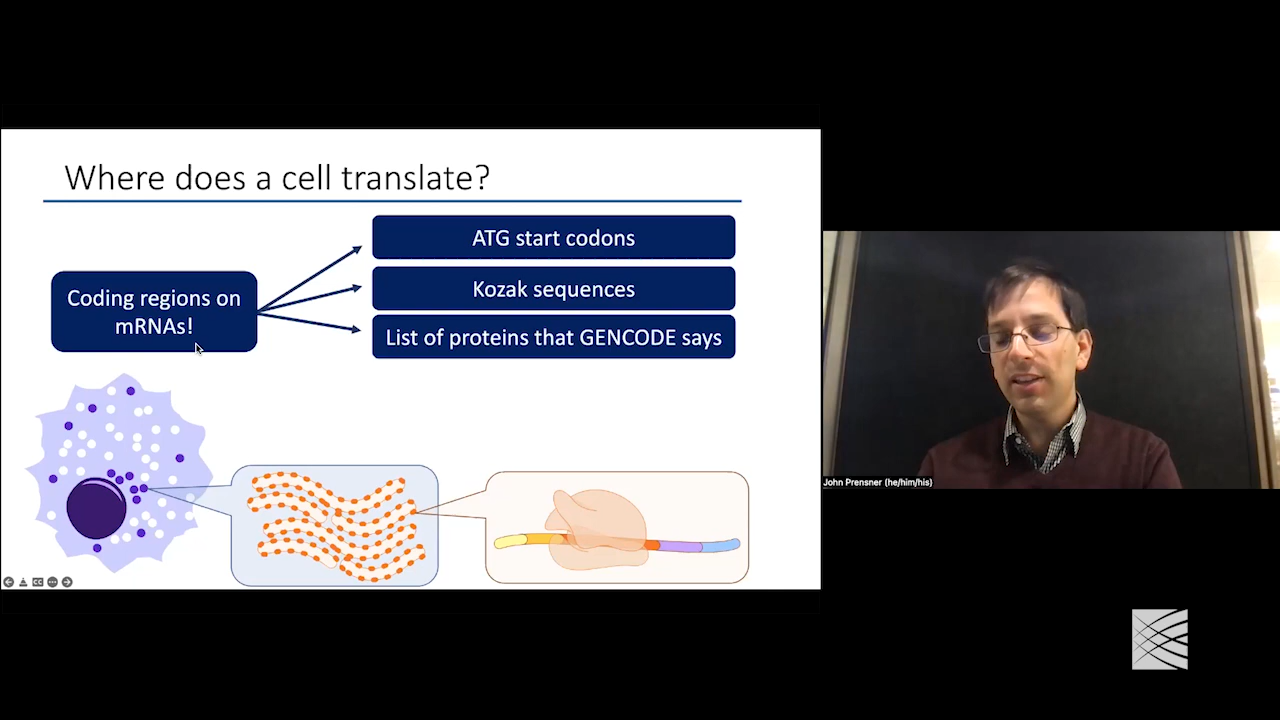 Where does a cell translate?
ATG start codons
Coding regions on
mRNAs!
Kozak sequences
List of proteins that GENCODE says
John Prensner (he/him/his)